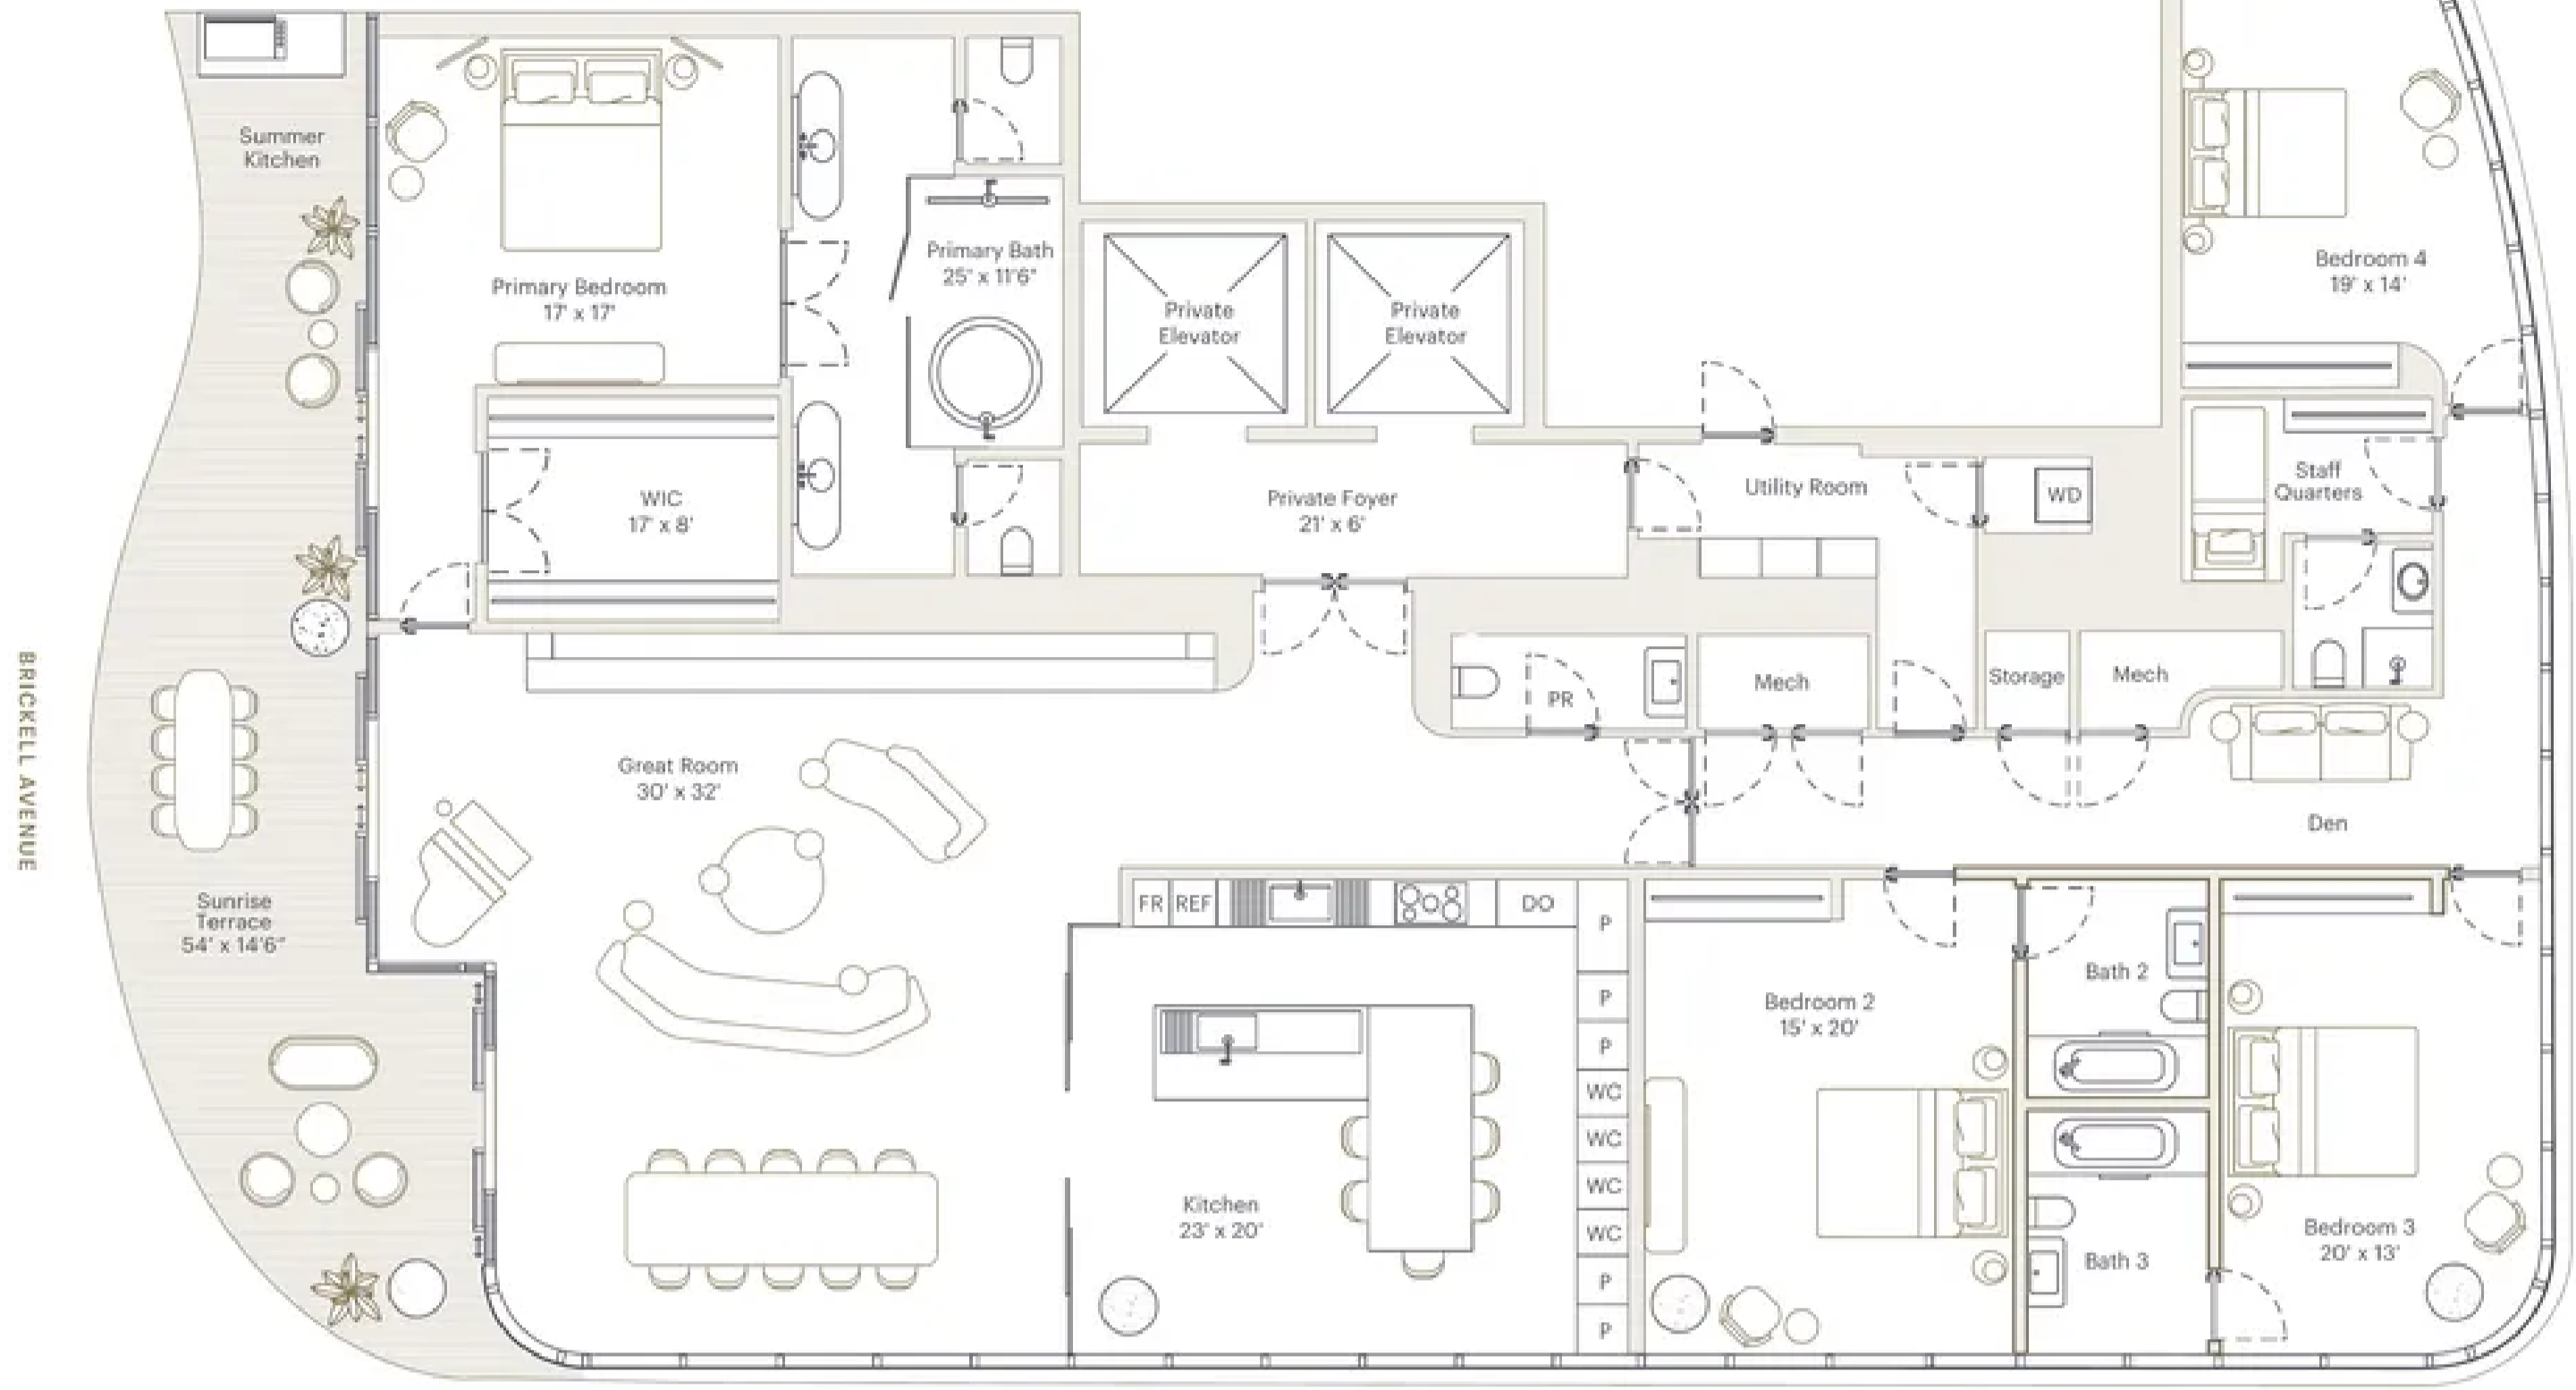 Summer
Kitchen
Primary Bedroom
17' x 17'
Primary Bath
25' x 11'6"
Private
Elevator
Private
Elevator
Bedroom 4
19' x 14'
WIC
17' x 8'
Private Foyer
21' x 6'
Utility Room
WD
Staff
Quarters
PR
Mech
Storage
Mech
BRICKELL AVENUE
Great Room
30' x 32'
Den
Sunrise
Terrace
54' x 14'6"
FR
REF
DO
P
P
P
WC
WC
WC
WC
P
P
Kitchen
23' x 20'
Bedroom 2
15' x 20'
Bath 2
Bath 3
Bedroom 3
20' x 13'